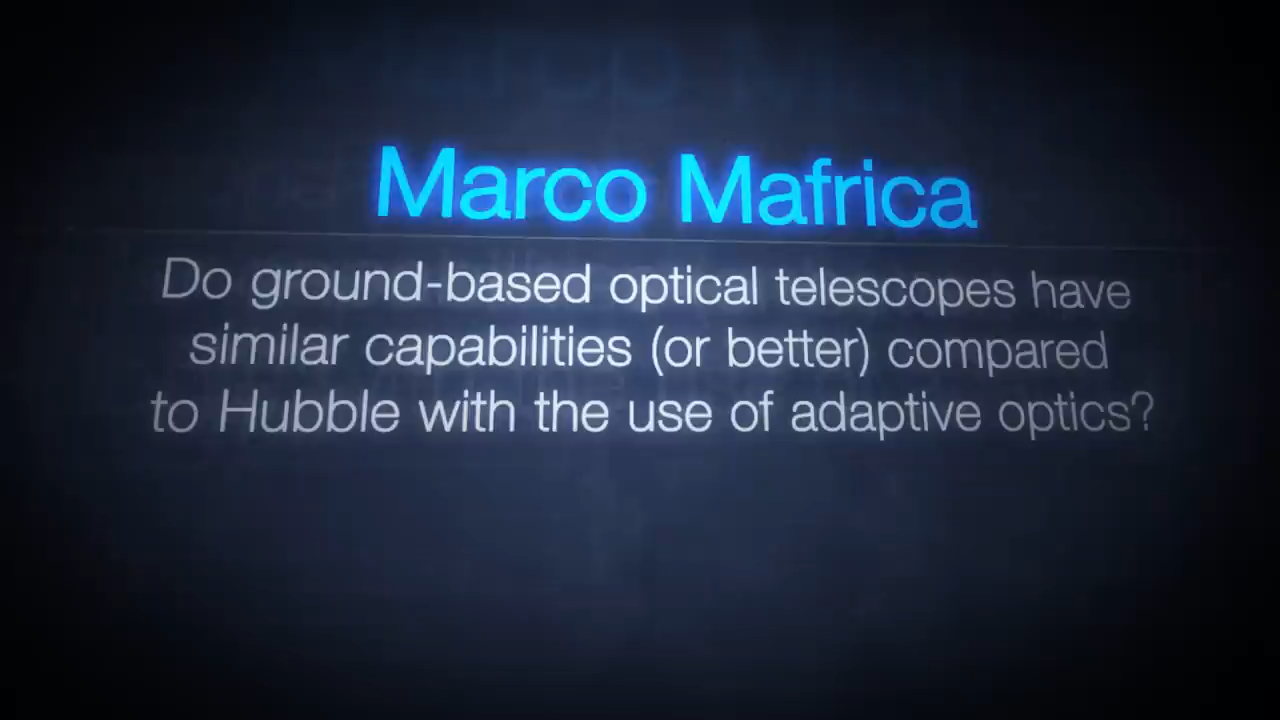 Marco Mafrica
Do ground-based optical telescopes have
similar capabilities (or better) compared
to Hubble with the use of adaptive optics?